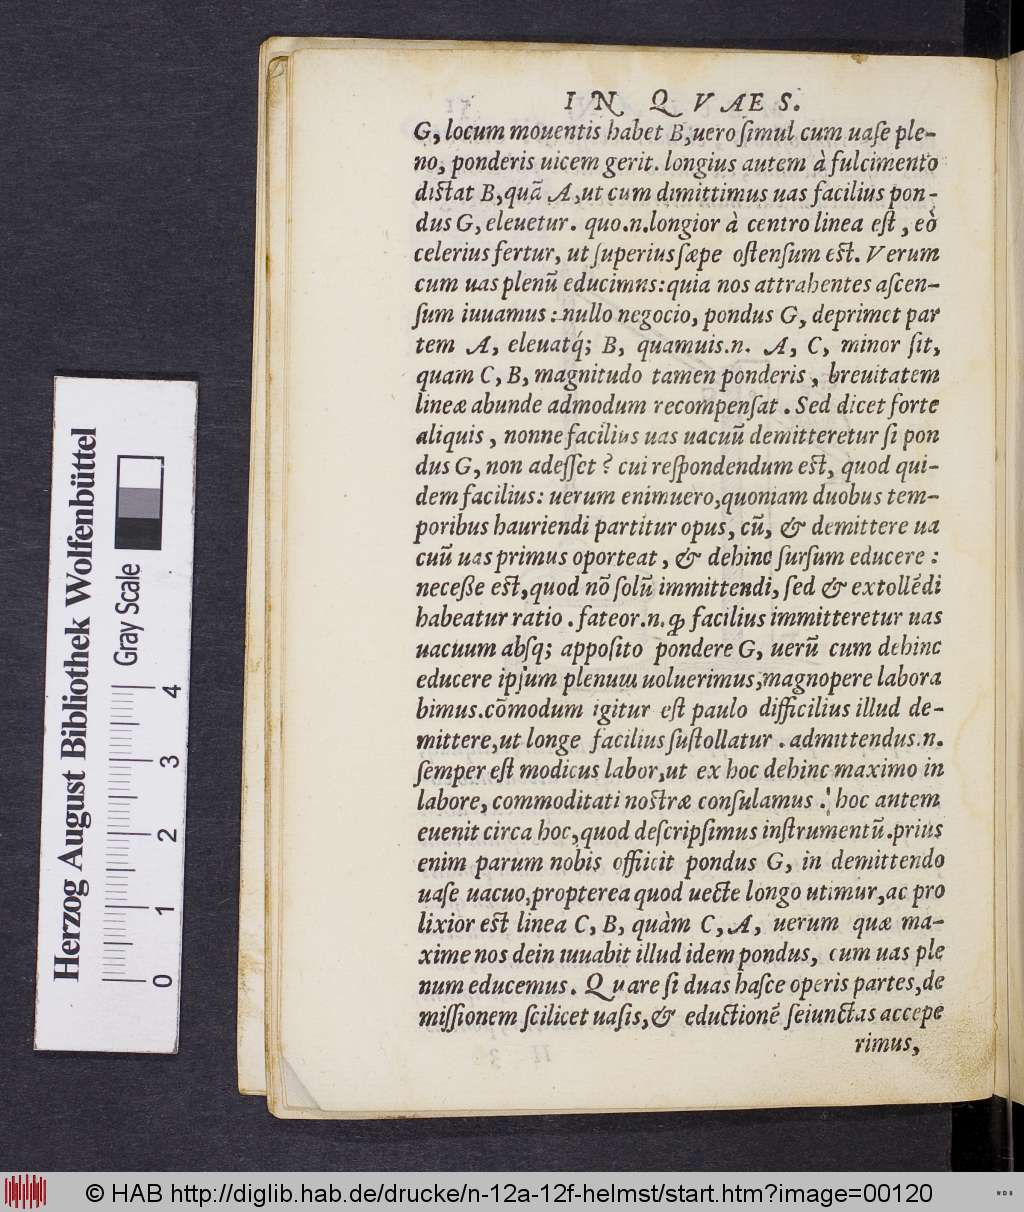 IN QVAES.
G, locum mouentis habet B, uero ſimul cum uaſe ple-
no, ponderis uicem gerit. longius autem à fulcimento
diſtat B, quã A, ut cum dimittimus uas facilius pon-
dus G, eleuetur. quo.n.longior à centro linea eſt, eò
celerius fertur, ut ſuperius ſæpe oſtenſum eſt. Verum
cum uas plenũ educimus: quia nos attrahentes aſcen-
ſum iuuamus: nullo negocio, pondus G, deprimet par
tem A, eleuatq́; B, quamuis.n. A, C, minor ſit,
quam C, B, magnitudo tamen ponderis, breuitatem
lineæ abunde admodum recompenſat. Sed dicet forte
aliquis, nonne facilius uas uacuũ demitteretur ſi pon
dus G, non adeſſet? cui reſpondendum eſt, quod qui-
dem facilius: uerum enimuero, quoniam duobus tem-
poribus hauriendi partitur opus, cũ, & demittere ua
cuũ uas primus oporteat, & dehinc ſurſum educere:
neceße eſt, quod nõ ſolũ immittendi, ſed & extollẽdi
habeatur ratio. fateor.n. ꝙ facilius immitteretur uas
uacuum abſq; appoſito pondere G, uerũ cum dehinc
educere ipſum plenum uoluerimus, magnopere labora
bimus. cõmodum igitur eſt paulo difficilius illud de-
mittere, ut longe facilius ſuſtollatur. admittendus.n.
ſemper eſt modicus labor, ut ex hoc dehinc maximo in
labore, commoditati noſtræ conſulamus. hoc autem
euenit circa hoc, quod deſcripſimus inſtrumentũ. prius
enim parum nobis officit pondus G, in demittendo
uaſe uacuo, propterea quod uecte longo utimur, ac pro
lixior eſt linea C, B, quàm C, A, uerum quæ ma-
xime nos dein iuuabit illud idem pondus, cum uas ple
num educemus. Quare ſi duas haſce operis partes, de
miſſionem ſcilicet uaſis, & eductionẽ ſeiunctas accepe
rimus,
Herzog August Bibliothek Wolfenbüttel
Gray Scale
0 1 2 3 4
© HAB http://diglib.hab.de/drucke/n-12a-12f-helmst/start.htm?image=00120